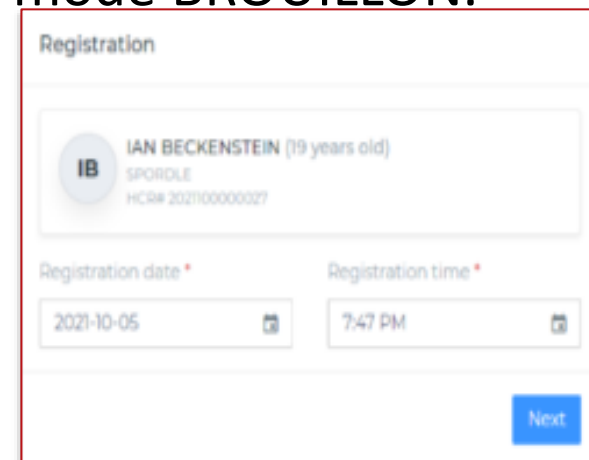 mode BROUILLON.
Registration
IB
IAN BECKENSTEIN (19 years old)
SPORDLE
HCR# 2021100000027
Registration date *
Registration time *
2021-10-05
7:47 PM
Next